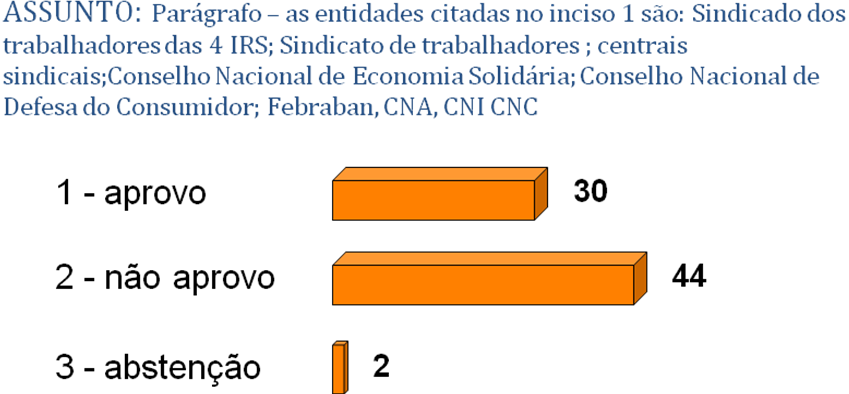 ASSUNTO: Parágrafo – as entidades citadas no inciso 1 são: Sindicado dos
trabalhadores das 4 IRS; Sindicato de trabalhadores ; centrais
sindicais;Conselho Nacional de Economia Solidária; Conselho Nacional de
Defesa do Consumidor; Febraban, CNA, CNI CNC
1 - aprovo 30
2 - não aprovo 44
3 - abstenção 2